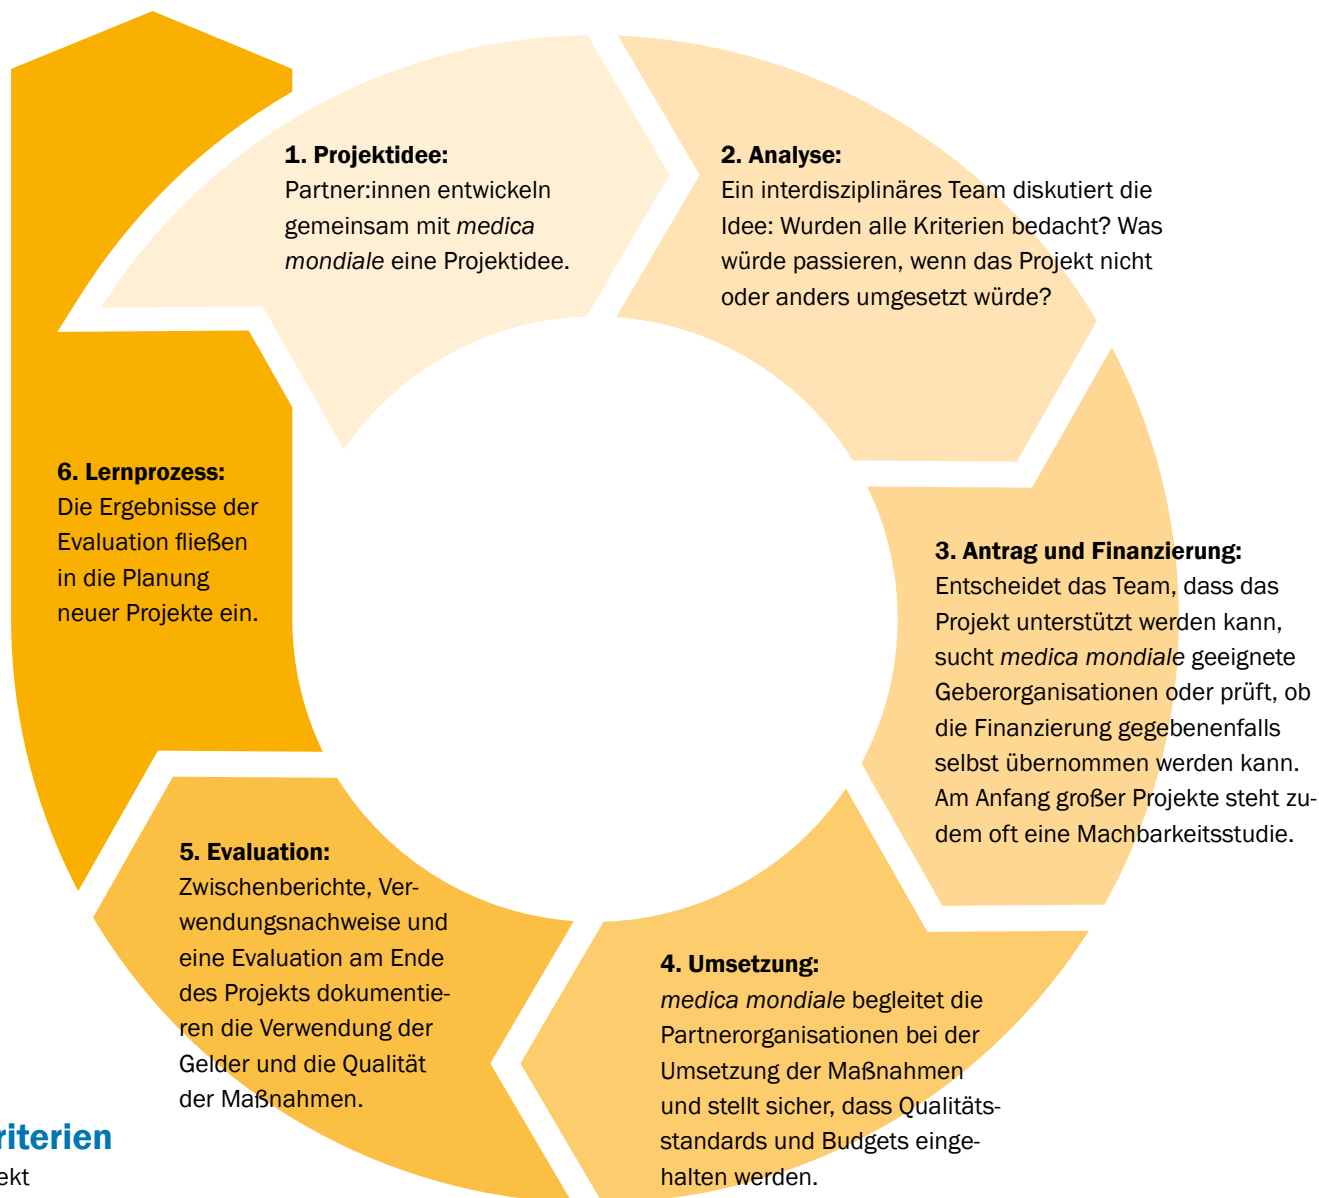 1. Projektidee:
Partner:innen entwickeln
gemeinsam mit medica
mondiale eine Projektidee.
2. Analyse:
Ein interdisziplinäres Team diskutiert die
Idee: Wurden alle Kriterien bedacht? Was
würde passieren, wenn das Projekt nicht
oder anders umgesetzt würde?
3. Antrag und Finanzierung:
Entscheidet das Team, dass das
Projekt unterstützt werden kann,
sucht medica mondiale geeignete
Geberorganisationen oder prüft, ob
die Finanzierung gegebenenfalls
selbst übernommen werden kann.
Am Anfang großer Projekte steht zu-
dem oft eine Machbarkeitsstudie.
4. Umsetzung:
medica mondiale begleitet die
Partnerorganisationen bei der
Umsetzung der Maßnahmen
und stellt sicher, dass Qualitäts-
standards und Budgets einge-
halten werden.
5. Evaluation:
Zwischenberichte, Ver-
wendungsnachweise und
eine Evaluation am Ende
des Projekts dokumentie-
ren die Verwendung der
Gelder und die Qualität
der Maßnahmen.
6. Lernprozess:
Die Ergebnisse der
Evaluation fließen
in die Planung
neuer Projekte ein.
riterien
ekt